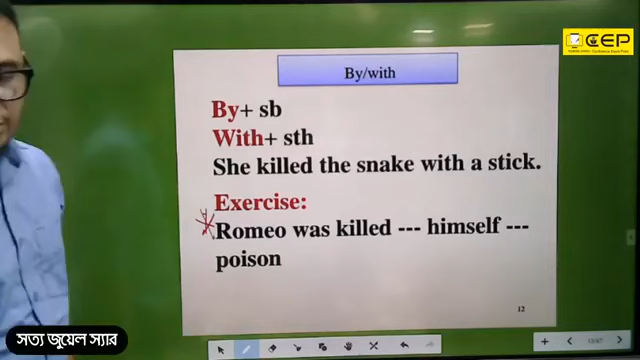 CEP
By/with
By+ sb
With+ sth
She killed the snake with a stick.
Exercise:
Romeo was killed --- himself ---
poison
12
সত্য জুয়েল স্যার